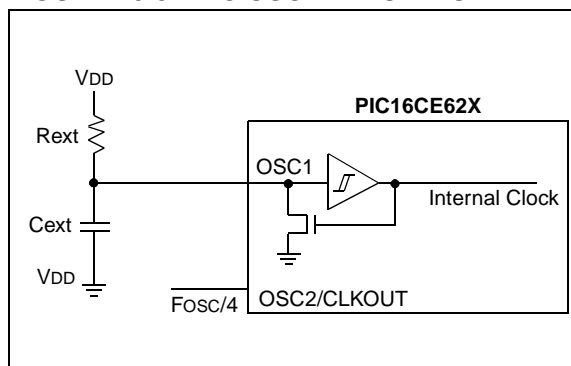 VDD
PIC16CE62X
Rext
OSC1
Internal Clock
Cext
VDD
FOSC/4
OSC2/CLKOUT